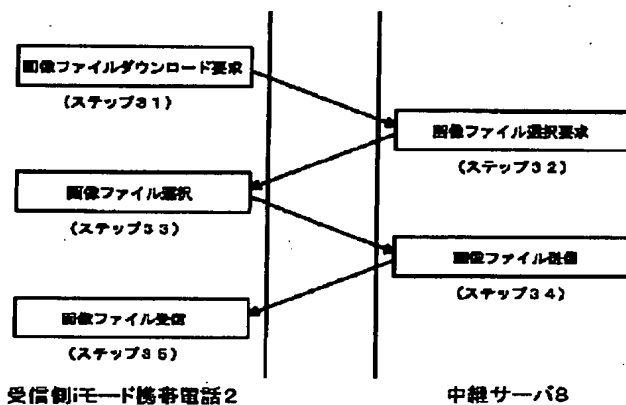 画像ファイルダウンロード要求
(ステップ31)
画像ファイル選択要求
(ステップ32)
画像ファイル選択
(ステップ33)
画像ファイル送信
(ステップ34)
画像ファイル受信
(ステップ35)
受信側iモード携帯電話2
中継サーバ8